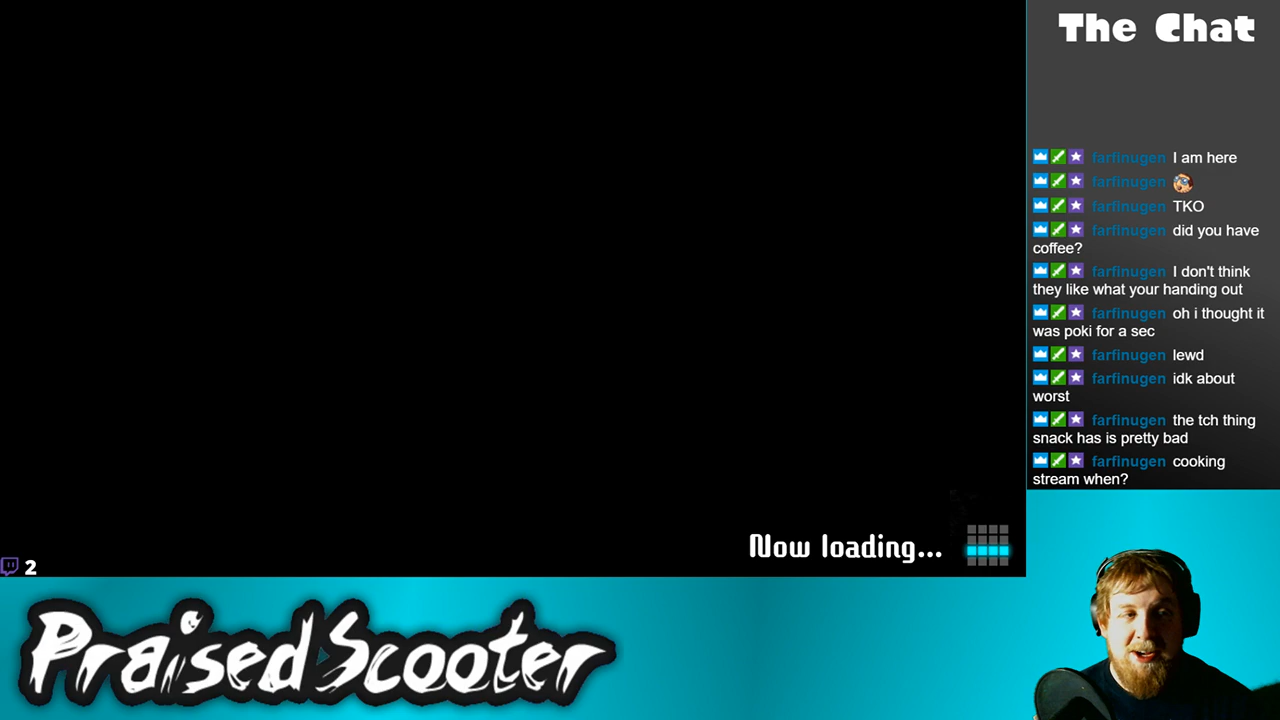 The Chat
farfinugen I am here
farfinugen
farfinugen TKO
farfinugen did you have
coffee?
farfinugen I don't think
they like what your handing out
farfinugen oh i thought it
was poki for a sec
farfinugen lewd
farfinugen idk about
worst
farfinugen the tch thing
snack has is pretty bad
farfinugen cooking
stream when?
Now loading...
2
PraisedScooter